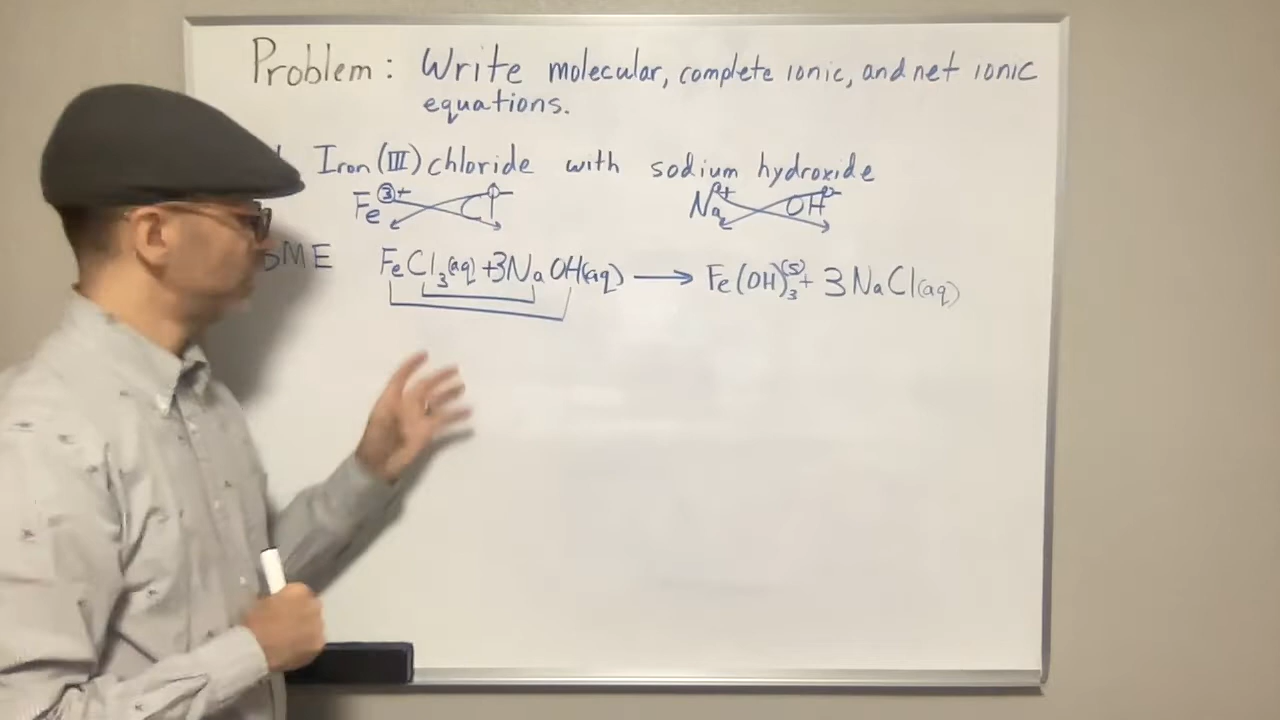 Problem: Write molecular, complete ionic, and net ionic
equations.
Iron (III) chloride with sodium hydroxide
Fe³⁺ Cl⁻ Na⁺ OH⁻
ME FeCl₃(aq) + 3NaOH(aq) ⟶ Fe(OH)₃(s) + 3NaCl(aq)